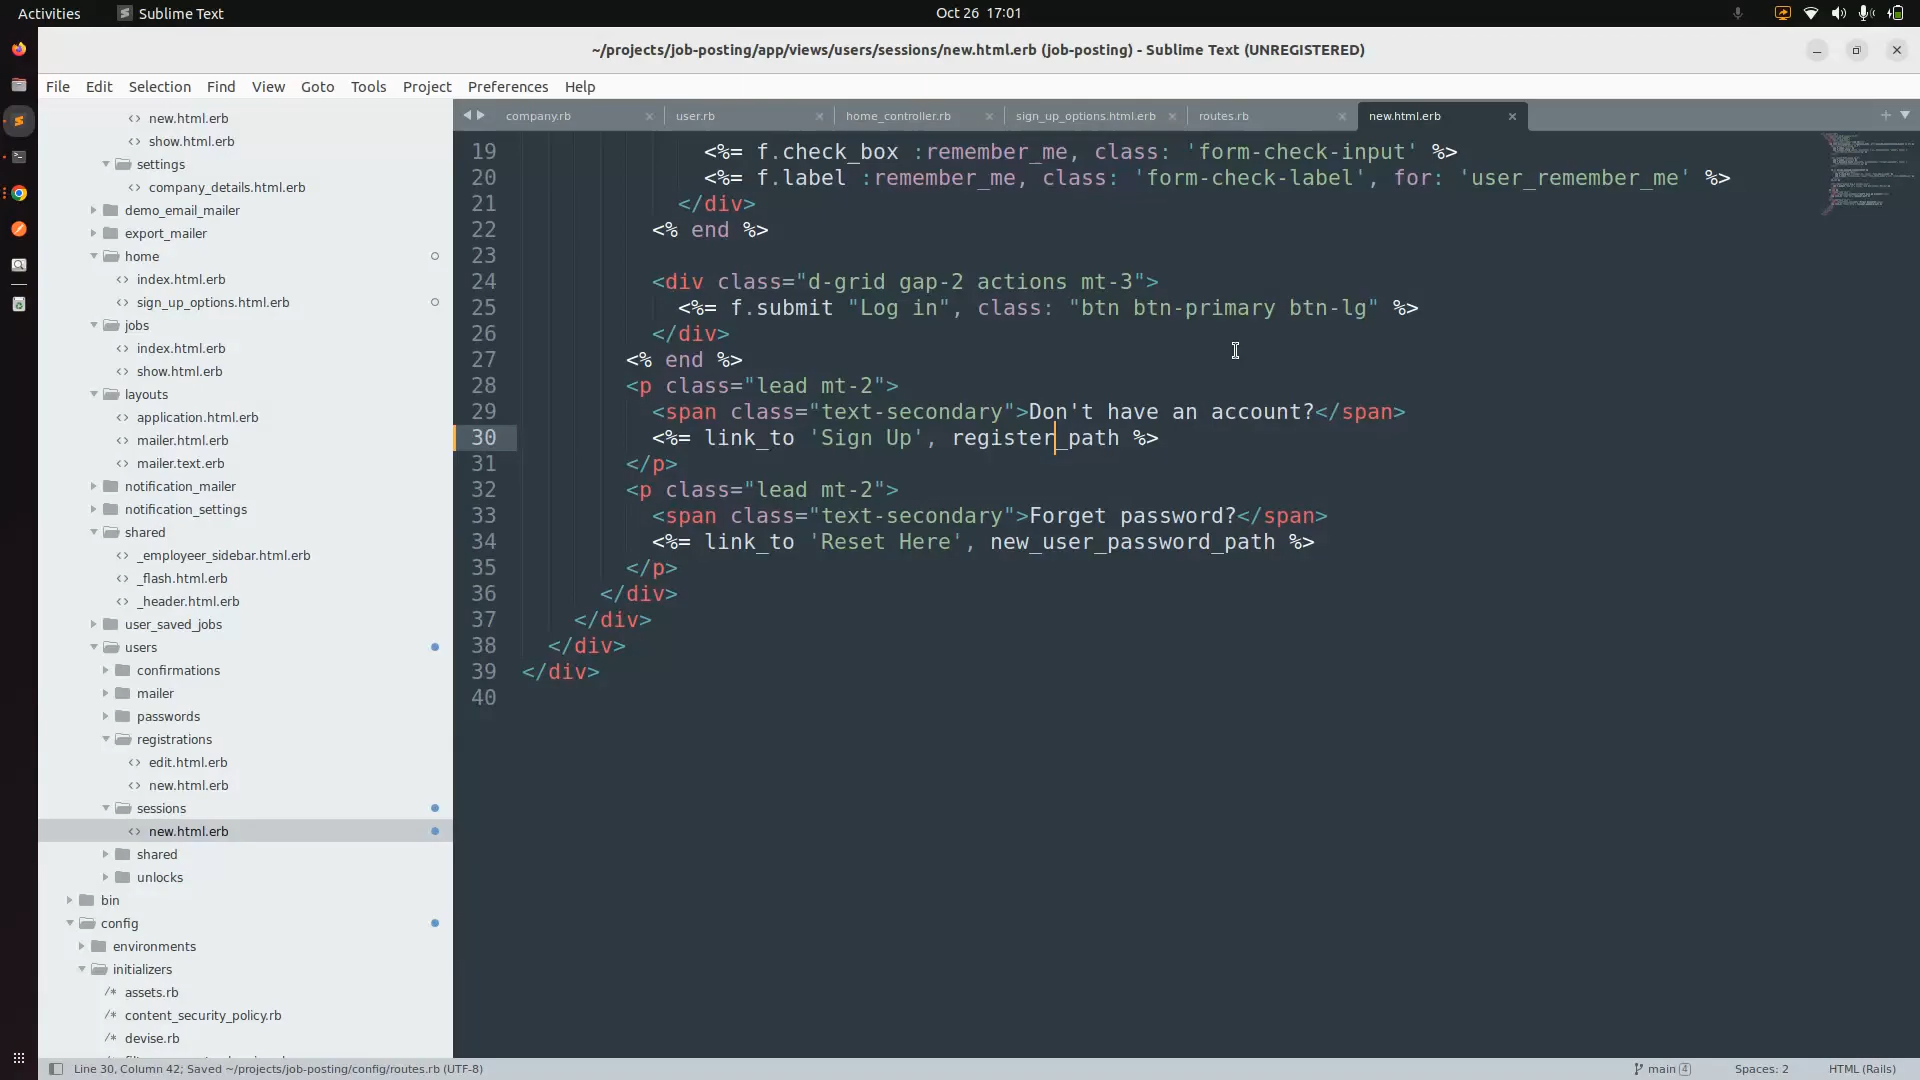 Activities
Sublime Text
Oct 26 17:01
~/projects/job-posting/app/views/users/sessions/new.html.erb (job-posting) - Sublime Text (UNREGISTERED)
File Edit Selection Find View Goto Tools Project Preferences Help
new.html.erb
show.html.erb
settings
company_details.html.erb
demo_email_mailer
export_mailer
home
index.html.erb
sign_up_options.html.erb
jobs
index.html.erb
show.html.erb
layouts
application.html.erb
mailer.html.erb
mailer.text.erb
notification_mailer
notification_settings
shared
_employeer_sidebar.html.erb
_flash.html.erb
_header.html.erb
user_saved_jobs
users
confirmations
mailer
passwords
registrations
edit.html.erb
new.html.erb
sessions
new.html.erb
shared
unlocks
bin
config
environments
initializers
/* assets.rb
/* content_security_policy.rb
/* devise.rb
company.rb
user.rb
home_controller.rb
sign_up_options.html.erb
routes.rb
new.html.erb
19 <%= f.check_box :remember_me, class: 'form-check-input' %>
20 <%= f.label :remember_me, class: 'form-check-label', for: 'user_remember_me' %>
21 </div>
22 <% end %>
23
24 <div class="d-grid gap-2 actions mt-3">
25 <%= f.submit "Log in", class: "btn btn-primary btn-lg" %>
26 </div>
27 <% end %>
28 <p class="lead mt-2">
29 <span class="text-secondary">Don't have an account?</span>
30 <%= link_to 'Sign Up', register_path %>
31 </p>
32 <p class="lead mt-2">
33 <span class="text-secondary">Forget password?</span>
34 <%= link_to 'Reset Here', new_user_password_path %>
35 </p>
36 </div>
37 </div>
38 </div>
39 </div>
40
Line 30, Column 42; Saved ~/projects/job-posting/config/routes.rb (UTF-8)
main 4
Spaces: 2
HTML (Rails)